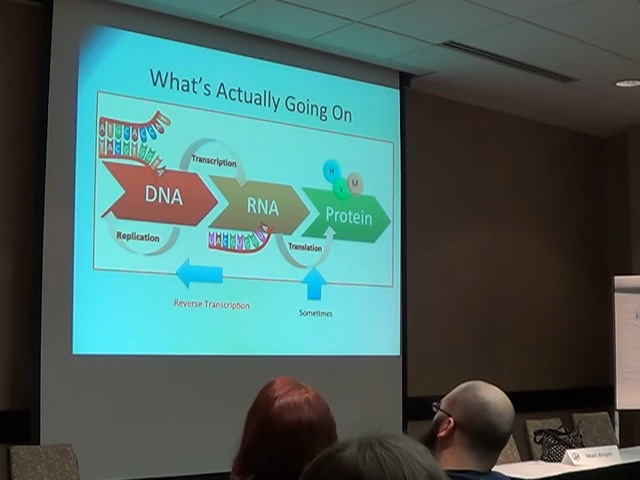 What's Actually Going On
Transcription
DNA
RNA
Protein
H
Y
M
Replication
Translation
Reverse Transcription
Sometimes